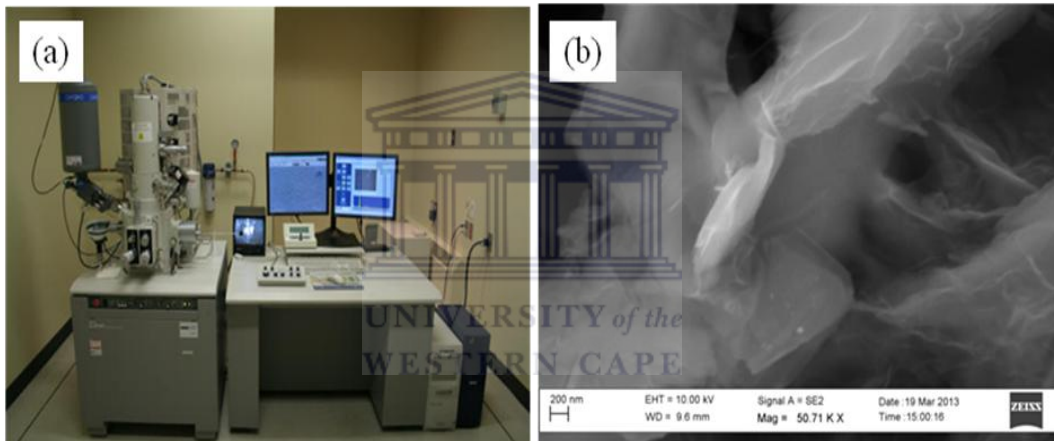 (a)
(b)
UNIVERSITY of the
WESTERN CAPE
200 nm
EHT = 10.00 kV
WD = 9.6 mm
Signal A = SE2
Mag = 50.71 K X
Date :19 Mar 2013
Time :15:00:16
ZEISS